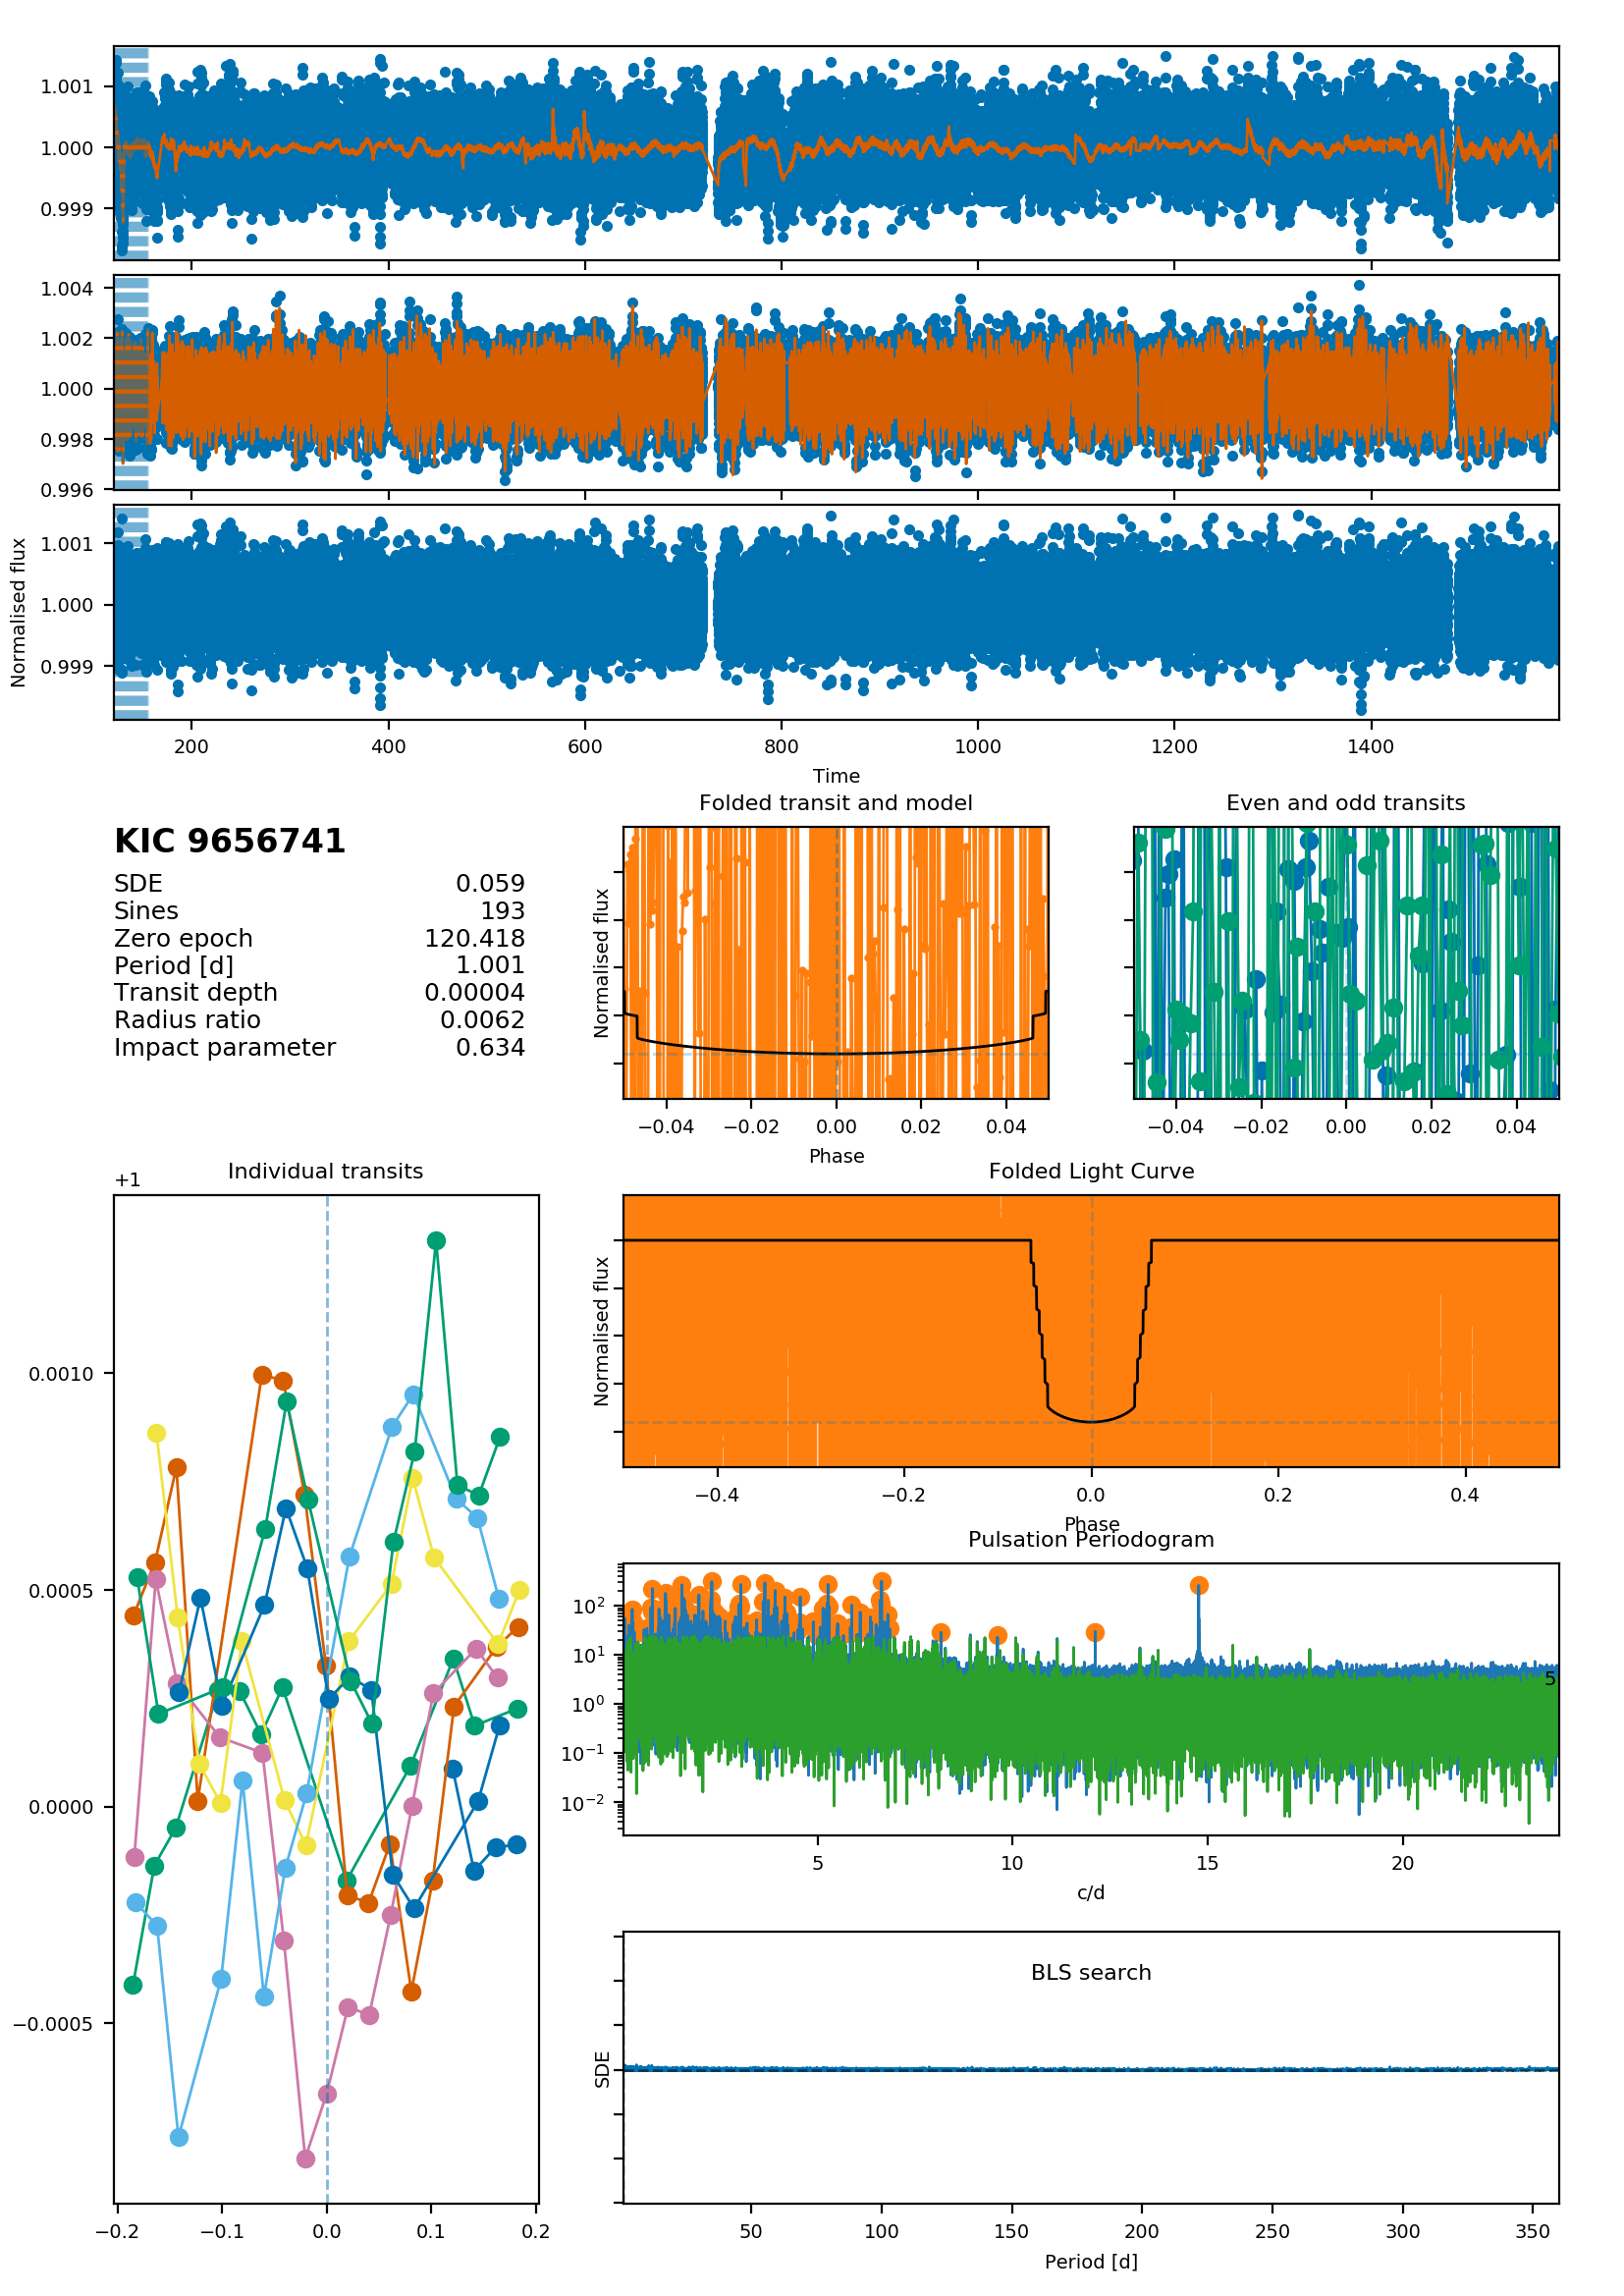 1.001
1.000
0.999
1.004
1.002
1.000
0.998
0.996
1.001
1.000
0.999
Normalised flux
200 400 600 800 1000 1200 1400
Time
KIC 9656741
SDE 0.059
Sines 193
Zero epoch 120.418
Period [d] 1.001
Transit depth 0.00004
Radius ratio 0.0062
Impact parameter 0.634
Folded transit and model
Normalised flux
−0.04 −0.02 0.00 0.02 0.04
Phase
Even and odd transits
−0.04 −0.02 0.00 0.02 0.04
Individual transits
+1
0.0010
0.0005
0.0000
−0.0005
−0.2 −0.1 0.0 0.1 0.2
Folded Light Curve
Normalised flux
−0.4 −0.2 0.0 0.2 0.4
Phase
Pulsation Periodogram
10²
10¹
10⁰
10⁻¹
10⁻²
5
5 10 15 20
c/d
BLS search
SDE
50 100 150 200 250 300 350
Period [d]